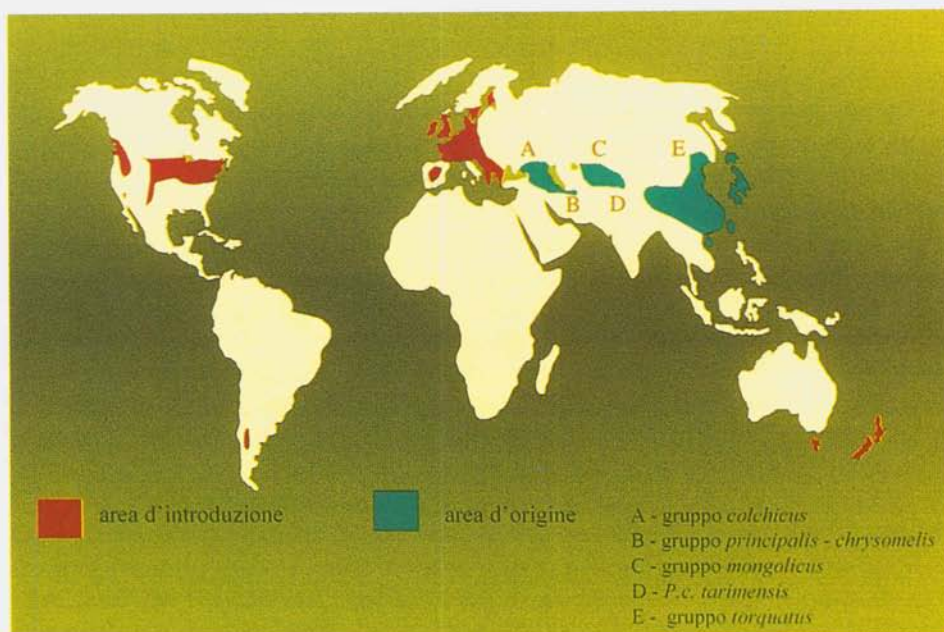 A
C
E
B
D
area d'introduzione
area d'origine
A - gruppo colchicus
B - gruppo principalis - chrysomelis
C - gruppo mongolicus
D - P.c. tarimensis
E - gruppo torquatus